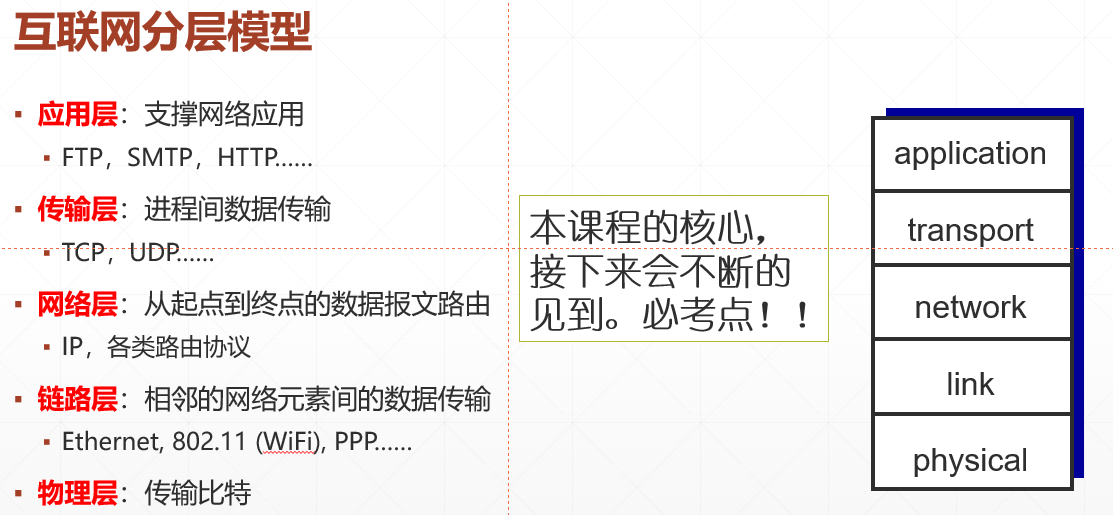 互联网分层模型
▪ 应用层：支撑网络应用
▪ FTP，SMTP，HTTP......
▪ 传输层：进程间数据传输
▪ TCP，UDP......
▪ 网络层：从起点到终点的数据报文路由
▪ IP，各类路由协议
▪ 链路层：相邻的网络元素间的数据传输
▪ Ethernet, 802.11 (WiFi), PPP......
▪ 物理层：传输比特
本课程的核心，
接下来会不断的
见到。必考点！！
application
transport
network
link
physical